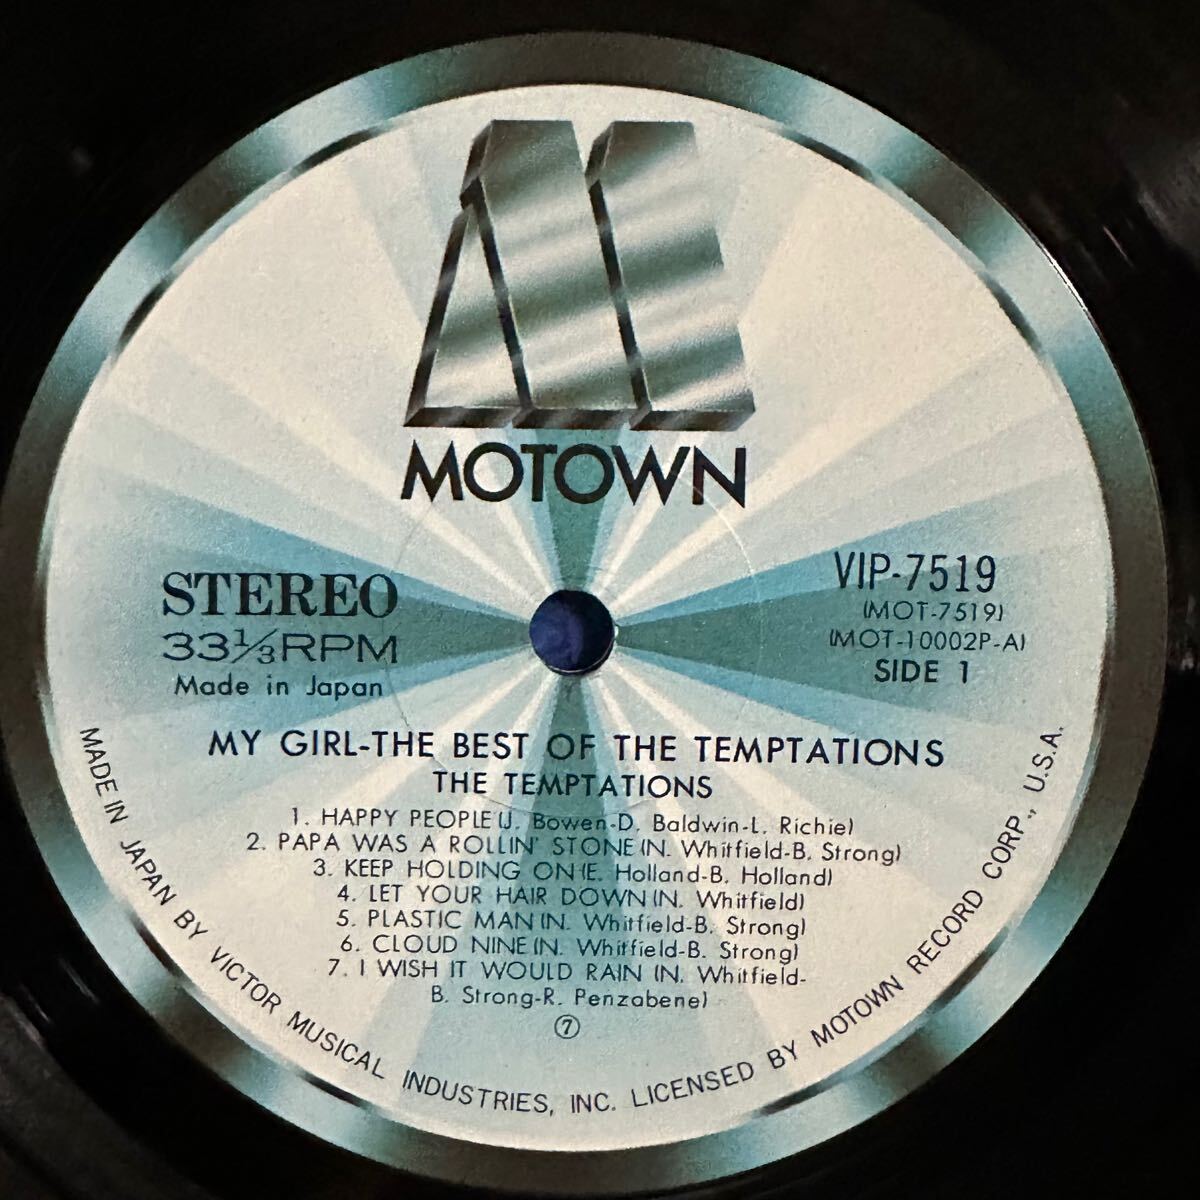 MOTOWN
STEREO
33⅓RPM
Made in Japan
VIP-7519
(MOT-7519)
(MOT-10002P-A)
SIDE 1
MY GIRL-THE BEST OF THE TEMPTATIONS
THE TEMPTATIONS
1. HAPPY PEOPLE(J. Bowen-D. Baldwin-L. Richie)
2. PAPA WAS A ROLLIN' STONE(N. Whitfield-B. Strong)
3. KEEP HOLDING ON(E. Holland-B. Holland)
4. LET YOUR HAIR DOWN(N. Whitfield)
5. PLASTIC MAN(N. Whitfield-B. Strong)
6. CLOUD NINE(N. Whitfield-B. Strong)
7. I WISH IT WOULD RAIN(N. Whitfield-
B. Strong-R. Penzabene)
⑦
MADE IN JAPAN BY VICTOR MUSICAL INDUSTRIES, INC. LICENSED BY MOTOWN RECORD CORP., U.S.A.